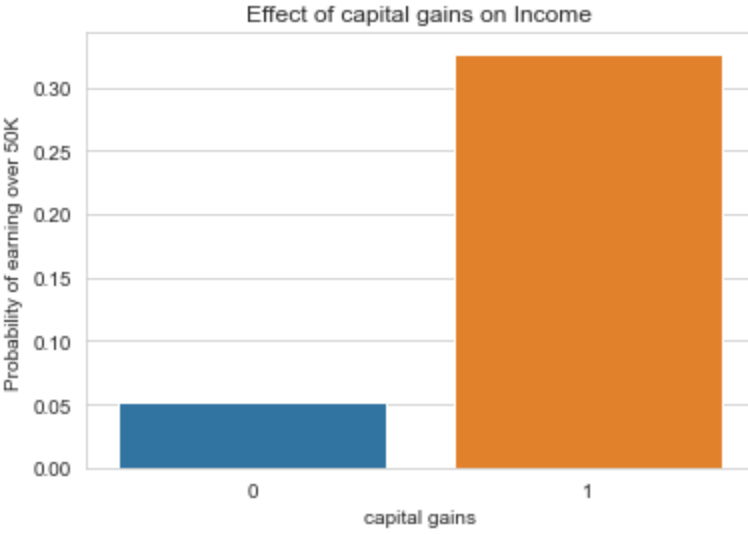 Effect of capital gains on Income
Probability of earning over 50K
0.30
0.25
0.20
0.15
0.10
0.05
0.00
0 1
capital gains